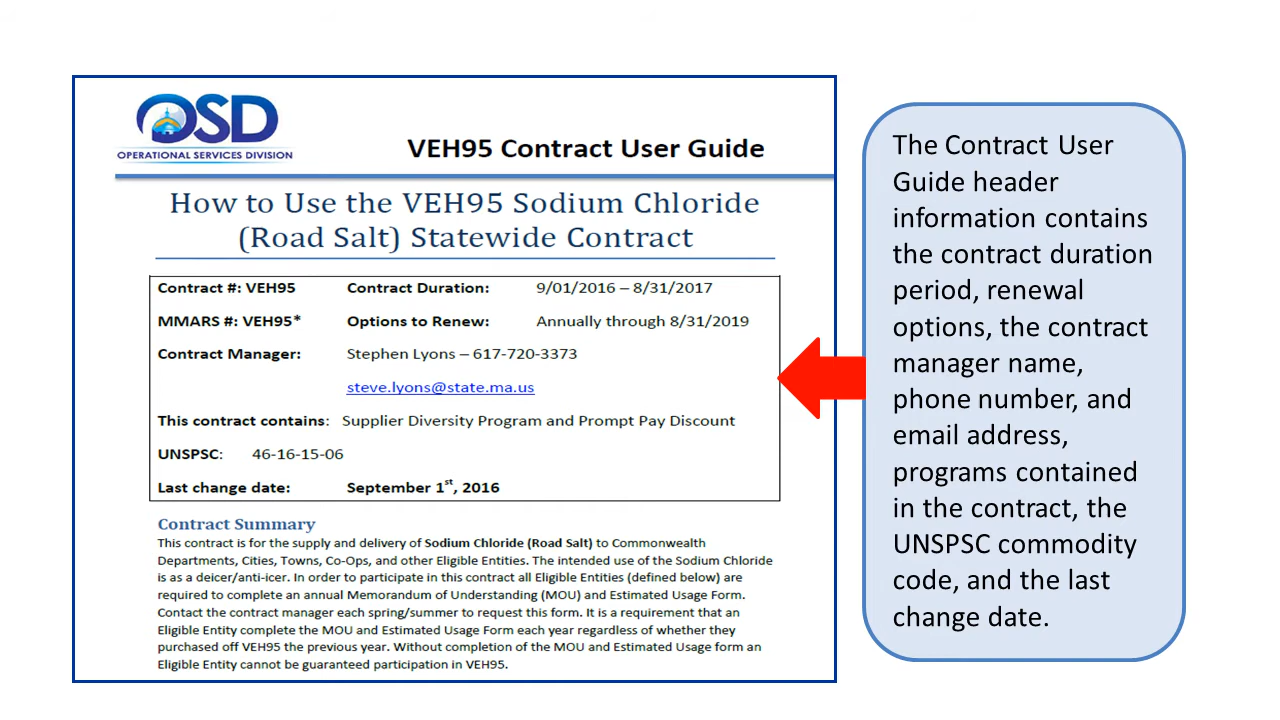 OSD
OPERATIONAL SERVICES DIVISION
VEH95 Contract User Guide
How to Use the VEH95 Sodium Chloride
(Road Salt) Statewide Contract
Contract #: VEH95 Contract Duration: 9/01/2016 – 8/31/2017
MMARS #: VEH95* Options to Renew: Annually through 8/31/2019
Contract Manager: Stephen Lyons – 617-720-3373
steve.lyons@state.ma.us
This contract contains: Supplier Diversity Program and Prompt Pay Discount
UNSPSC: 46-16-15-06
Last change date: September 1st, 2016
Contract Summary
This contract is for the supply and delivery of Sodium Chloride (Road Salt) to Commonwealth
Departments, Cities, Towns, Co-Ops, and other Eligible Entities. The intended use of the Sodium Chloride
is as a deicer/anti-icer. In order to participate in this contract all Eligible Entities (defined below) are
required to complete an annual Memorandum of Understanding (MOU) and Estimated Usage Form.
Contact the contract manager each spring/summer to request this form. It is a requirement that an
Eligible Entity complete the MOU and Estimated Usage Form each year regardless of whether they
purchased off VEH95 the previous year. Without completion of the MOU and Estimated Usage form an
Eligible Entity cannot be guaranteed participation in VEH95.
The Contract User
Guide header
information contains
the contract duration
period, renewal
options, the contract
manager name,
phone number, and
email address,
programs contained
in the contract, the
UNSPSC commodity
code, and the last
change date.